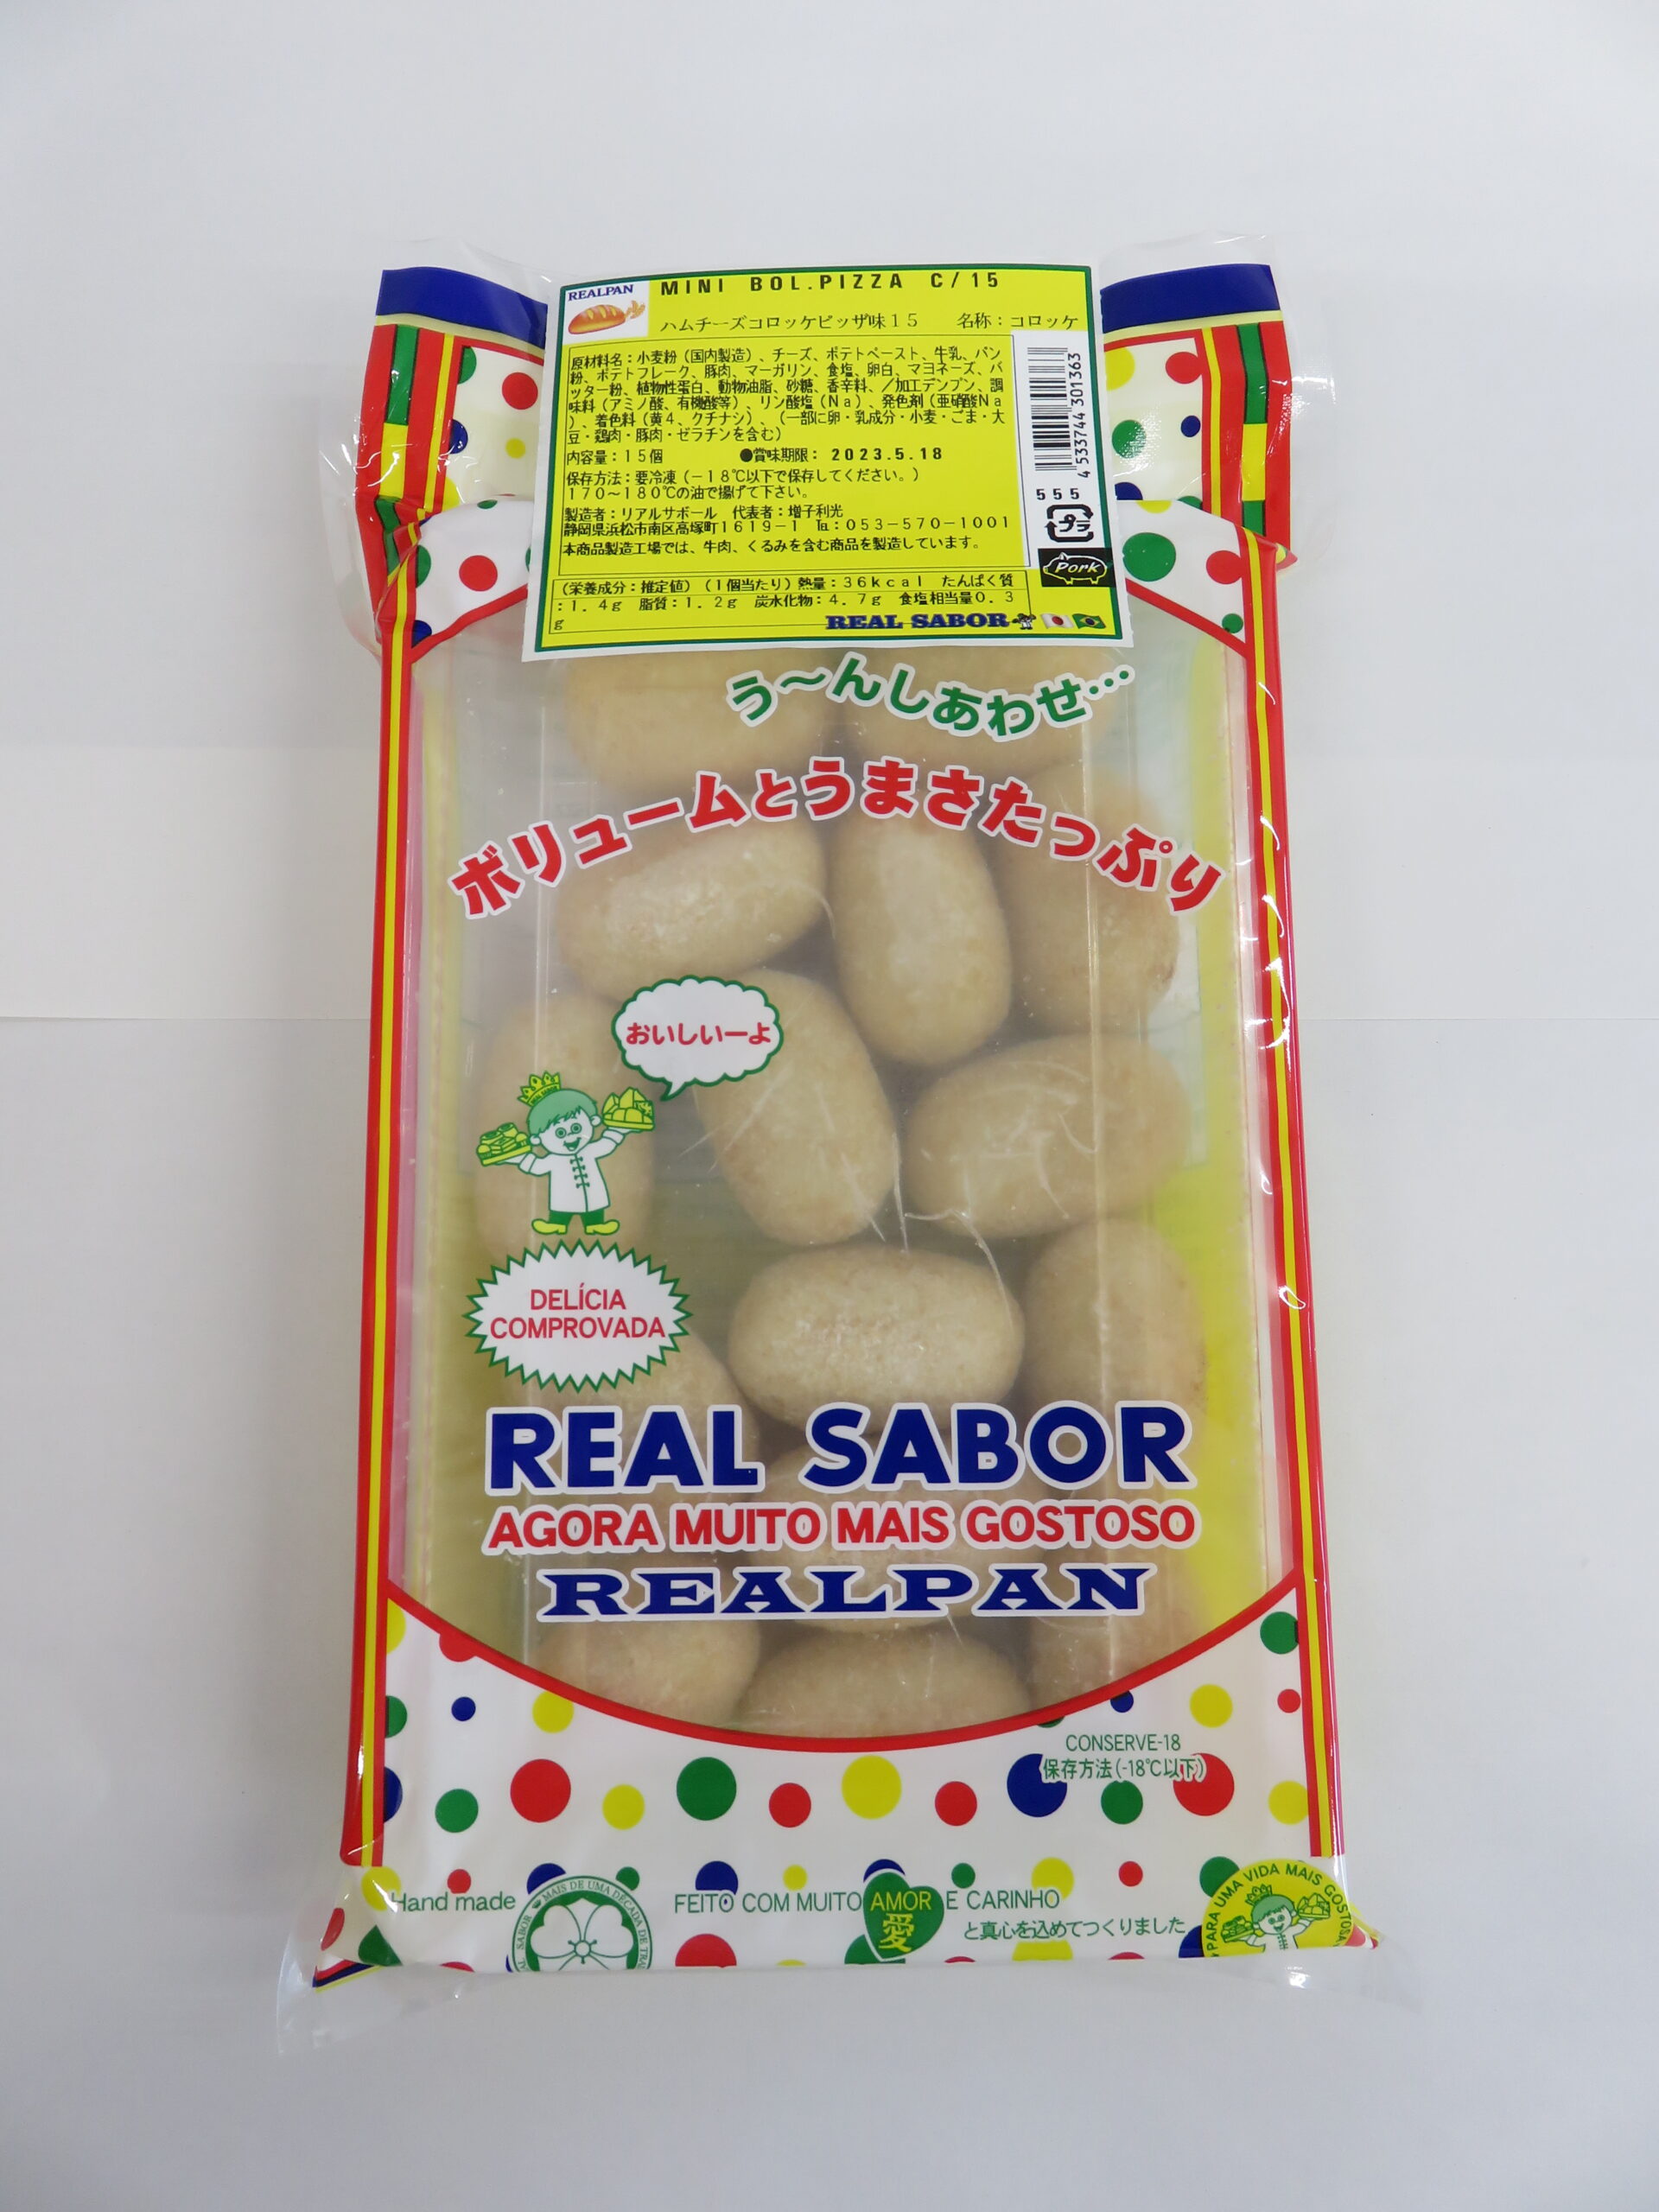 REALPAN
MINI BOL.PIZZA C/15
ハムチーズコロッケピッザ味15 名称:コロッケ
原材料名:小麦粉(国内製造)、チーズ、ポテトペースト、牛乳、パン
粉、ポテトフレーク、豚肉、マーガリン、食塩、卵白、マヨネーズ、バ
ッター粉、植物性蛋白、動物油脂、砂糖、香辛料、/加工デンプン、調
味料(アミノ酸、有機酸等)、リン酸塩(Na)、発色剤(亜硝酸Na
)、着色料(黄4、クチナシ)、(一部に卵・乳成分・小麦・ごま・大
豆・鶏肉・豚肉・ゼラチンを含む)
内容量:15個 ●賞味期限: 2023.5.18
保存方法:要冷凍(-18℃以下で保存してください。)
170~180℃の油で揚げて下さい。
製造者:リアルサボール 代表者:増子利光
静岡県浜松市南区高塚町1619-1 ℡:053-570-1001
本商品製造工場では、牛肉、くるみを含む商品を製造しています。
4 533744 301363
555
プラ
Pork
(栄養成分:推定値)(1個当たり)熱量:36kcal たんぱく質
:1.4g 脂質:1.2g 炭水化物:4.7g 食塩相当量0.3
g
REAL SABOR
う~んしあわせ…
ボリュームとうまさたっぷり
おいしいーよ
DELÍCIA
COMPROVADA
REAL SABOR
AGORA MUITO MAIS GOSTOSO
REALPAN
CONSERVE-18
保存方法(-18℃以下)
Hand made
SABOR MAIS DE UMA DÉCADA DE
FEITO COM MUITO AMOR E CARINHO
愛
と真心を込めてつくりました
PARA UMA VIDA MAIS GOSTOSA